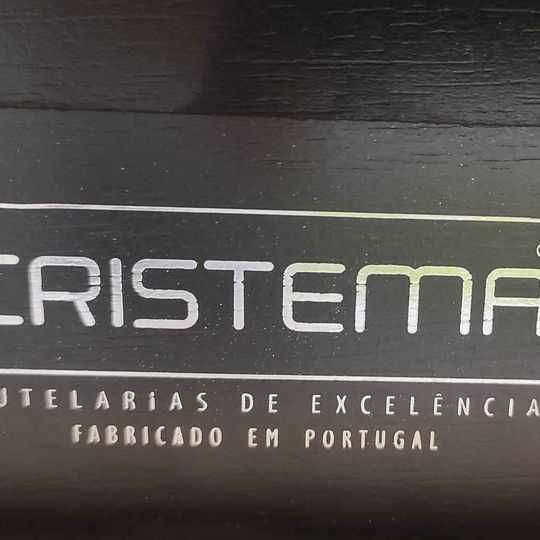 CRISTEMA®
UTELARIAS DE EXCELÊNCIA
FABRICADO EM PORTUGAL